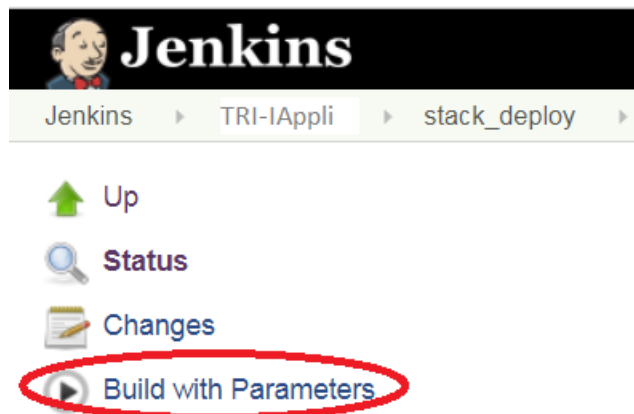 Jenkins
Jenkins TRI-IAppli stack_deploy
Up
Status
Changes
Build with Parameters